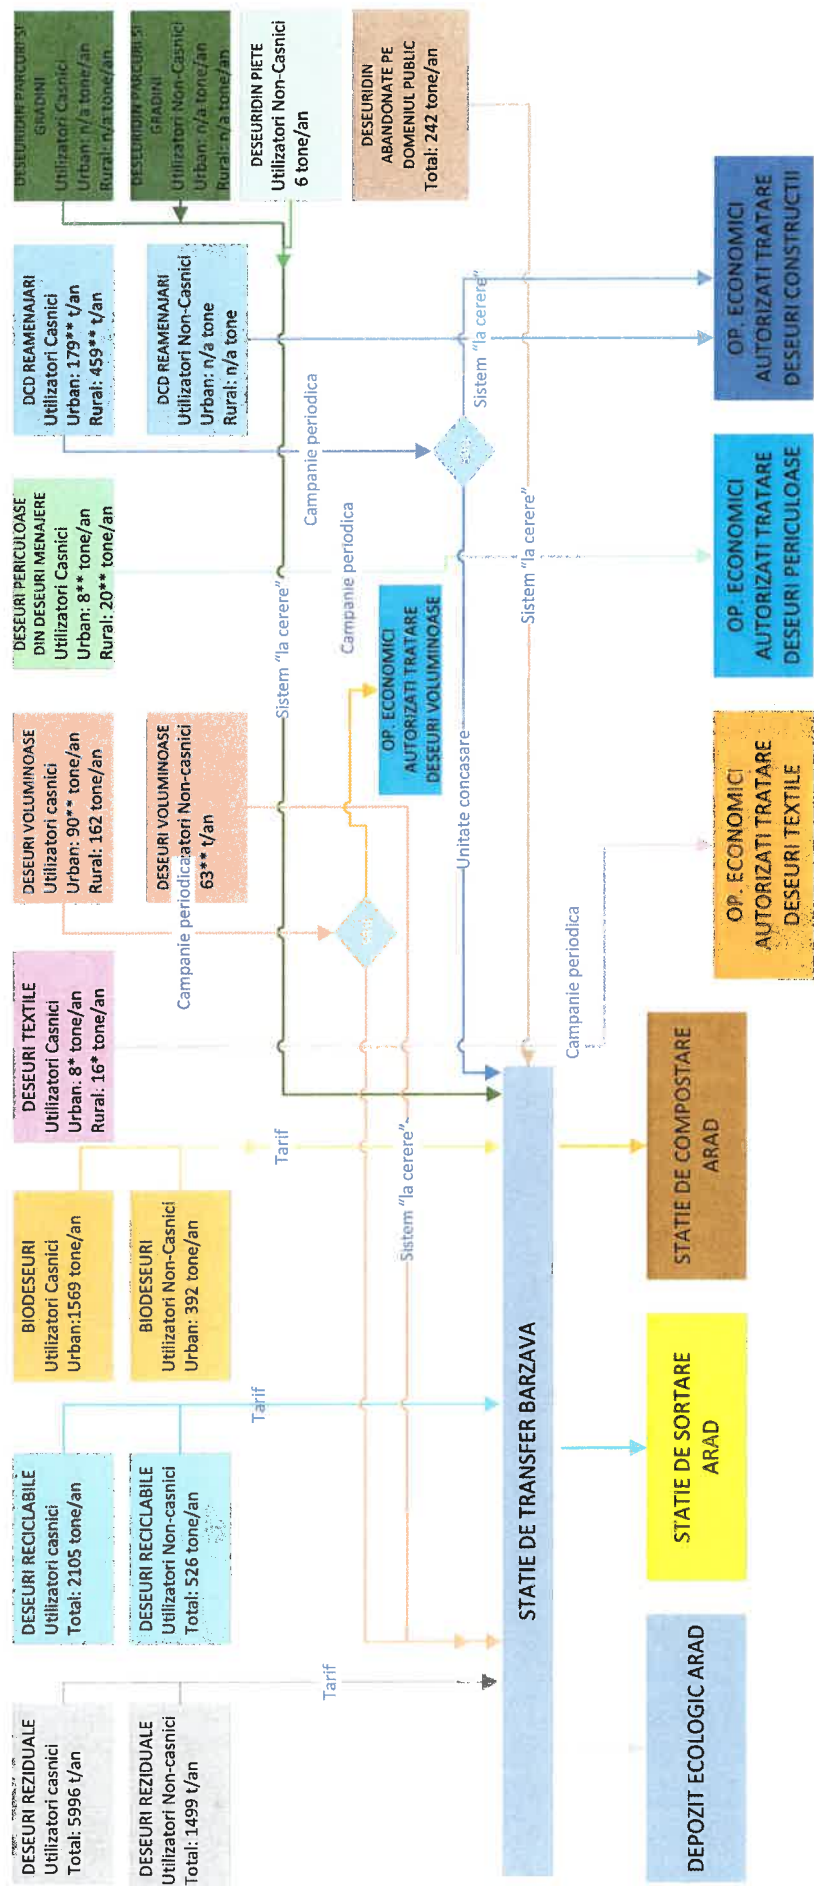 DESEURI REZIDUALE
Utilizatori casnici
Total: 5996 t/an
DESEURI REZIDUALE
Utilizatori Non-casnici
Total: 1499 t/an
Tarif
DESEURI RECICLABILE
Utilizatori casnici
Total: 2105 tone/an
DESEURI RECICLABILE
Utilizatori Non-casnici
Total: 526 tone/an
Tarif
BIODESEURI
Utilizatori Casnici
Urban:1569 tone/an
BIODESEURI
Utilizatori Non-Casnici
Urban: 392 tone/an
Tarif
DESEURI TEXTILE
Utilizatori Casnici
Urban: 8* tone/an
Rural: 16* tone/an
Campanie periodica
DESEURI VOLUMINOASE
Utilizatori casnici
Urban: 90** tone/an
Rural: 162 tone/an
DESEURI VOLUMINOASE
atori Non-casnici
63** t/an
Campanie periodica
Sistem "la cerere"
OP. ECONOMICI
AUTORIZATI TRATARE
DESEURI VOLUMINOASE
DESEURI PERICULOASE
DIN DESEURI MENAJERE
Utilizatori Casnici
Urban: 8** tone/an
Rural: 20** tone/an
Campanie periodica
DCD REAMENAJARI
Utilizatori Casnici
Urban: 179** t/an
Rural: 459** t/an
DCD REAMENAJARI
Utilizatori Non-Casnici
Urban: n/a tone
Rural: n/a tone
Campanie periodica
Sistem "la cerere"
Unitate concasare
DESEURIDIN PARCURI SI
GRADINI
Utilizatori Casnici
Urban: n/a tone/an
Rural: n/a tone/an
DESEURIDIN PARCURI SI
GRADINI
Utilizatori Non-Casnici
Urban: n/a tone/an
Rural: n/a tone/an
Sistem "la cerere"
DESEURIDIN PIETE
Utilizatori Non-Casnici
6 tone/an
DESEURIDIN
ABANDONATE PE
DOMENIUL PUBLIC
Total: 242 tone/an
Sistem "la cerere"
STATIE DE TRANSFER BARZAVA
DEPOZIT ECOLOGIC ARAD
STATIE DE SORTARE
ARAD
STATIE DE COMPOSTARE
ARAD
OP. ECONOMICI
AUTORIZATI TRATARE
DESEURI TEXTILE
OP. ECONOMICI
AUTORIZATI TRATARE
DESEURI PERICULOASE
OP. ECONOMICI
AUTORIZATI TRATARE
DESEURI CONSTRUCTII